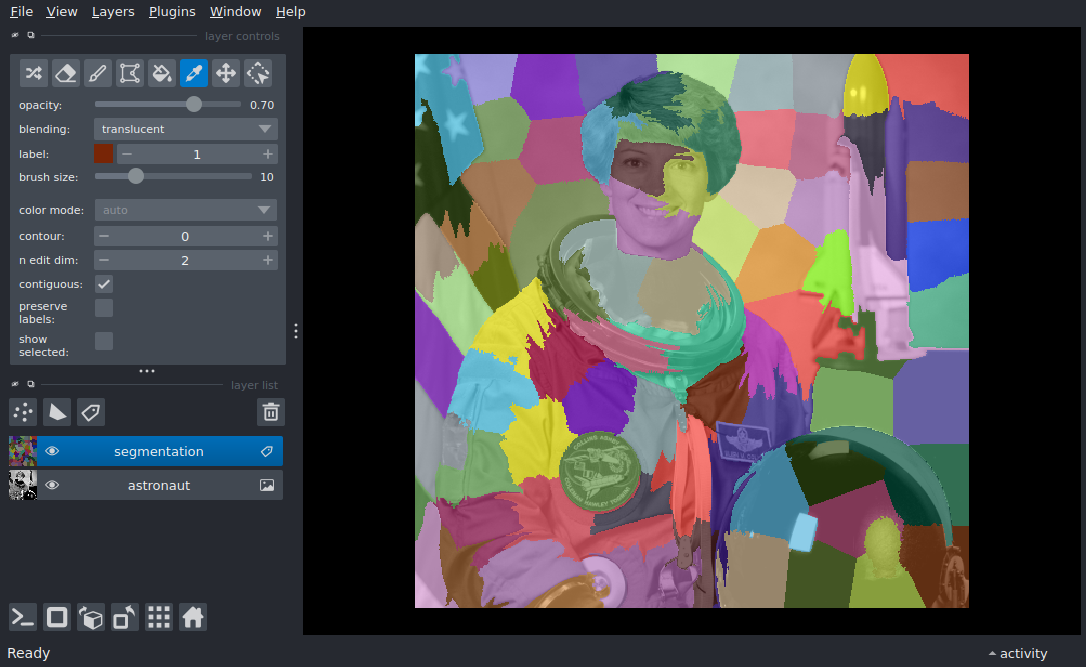 File View Layers Plugins Window Help
layer controls
opacity: 0.70
blending: translucent
label: 1
brush size: 10
color mode: auto
contour: 0
n edit dim: 2
contiguous:
preserve
labels:
show
selected:
layer list
segmentation
astronaut
Ready
activity